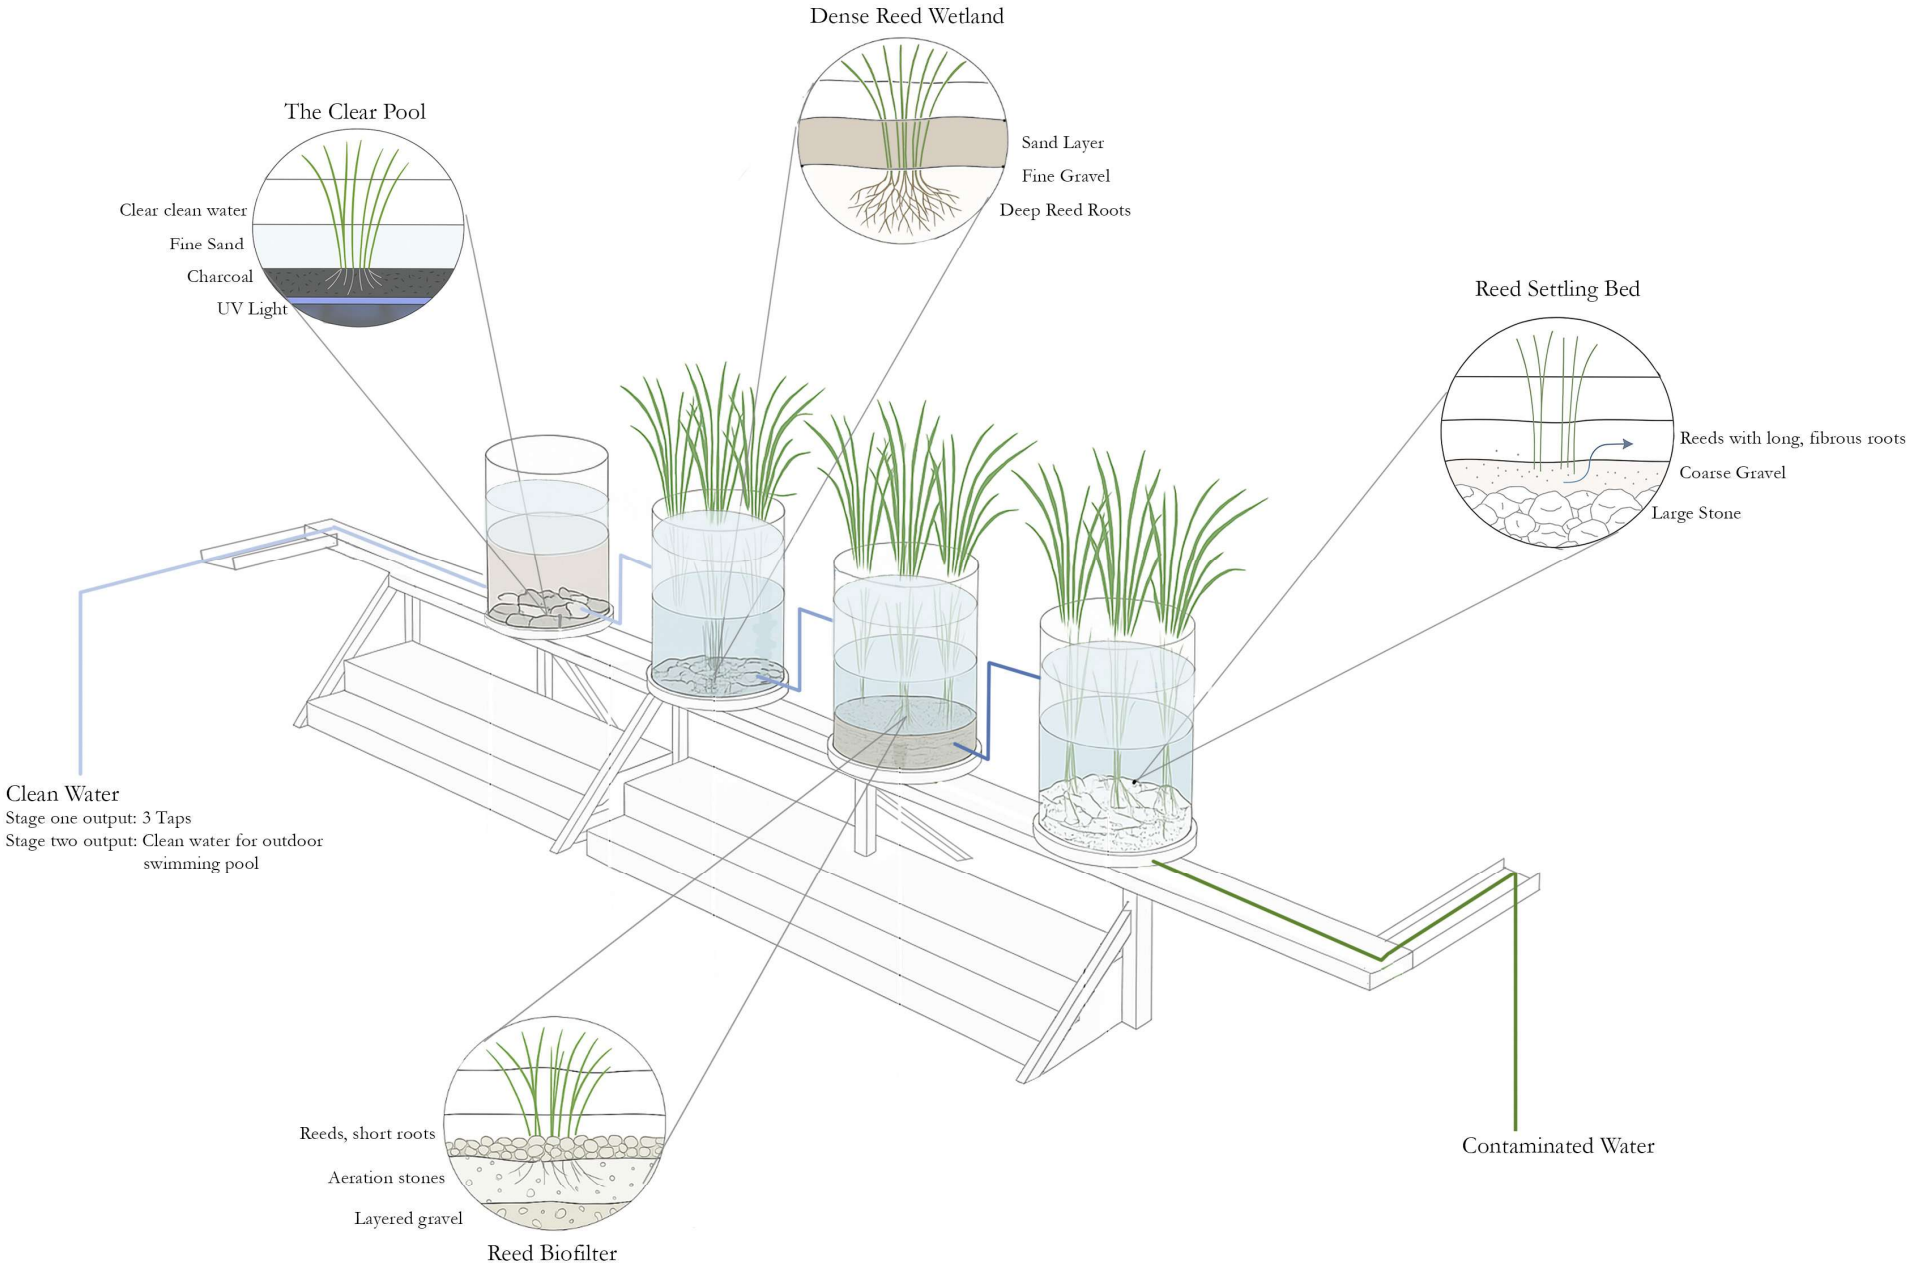 Dense Reed Wetland
Sand Layer
Fine Gravel
Deep Reed Roots
The Clear Pool
Clear clean water
Fine Sand
Charcoal
UV Light
Reed Settling Bed
Reeds with long, fibrous roots
Coarse Gravel
Large Stone
Clean Water
Stage one output: 3 Taps
Stage two output: Clean water for outdoor
swimming pool
Reeds, short roots
Aeration stones
Layered gravel
Reed Biofilter
Contaminated Water